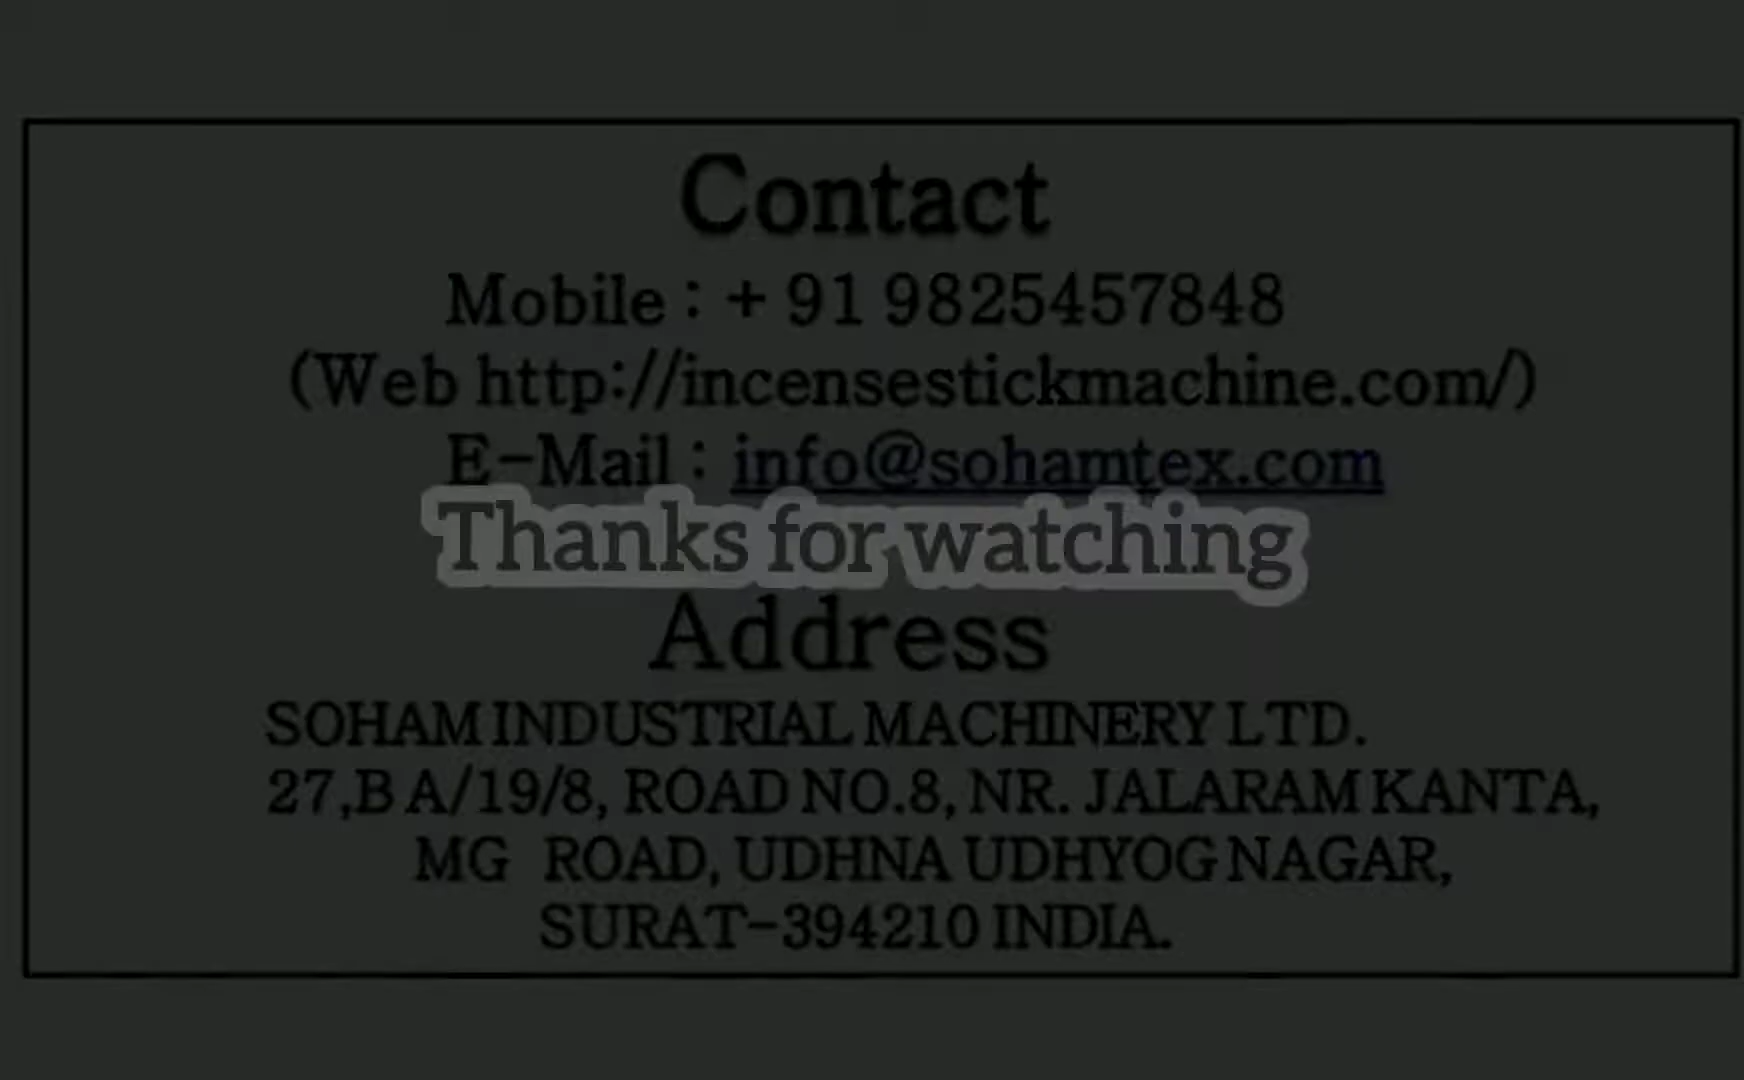 Contact
Mobile : + 91 9825457848
(Web http://incensestickmachine.com/)
E-Mail : info@sohamtex.com
Thanks for watching
Address
SOHAM INDUSTRIAL MACHINERY LTD.
27,B A/19/8, ROAD NO.8, NR. JALARAM KANTA,
MG ROAD, UDHNA UDHYOG NAGAR,
SURAT-394210 INDIA.